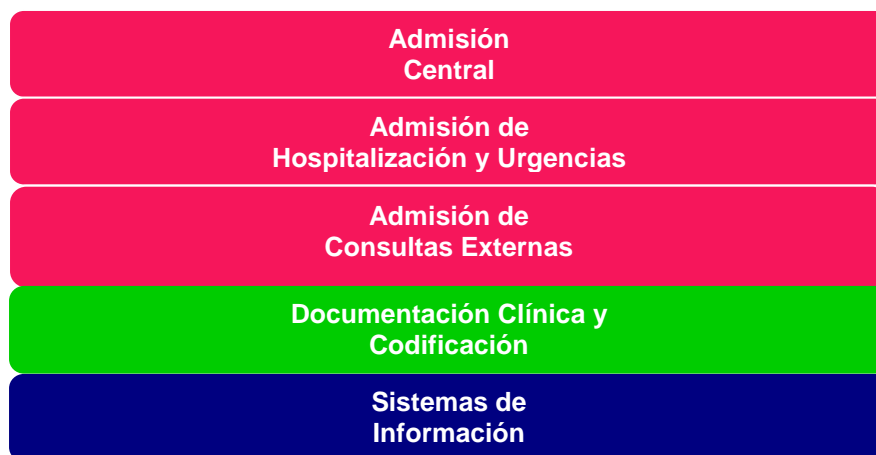 Admisión
Central
Admisión de
Hospitalización y Urgencias
Admisión de
Consultas Externas
Documentación Clínica y
Codificación
Sistemas de
Información